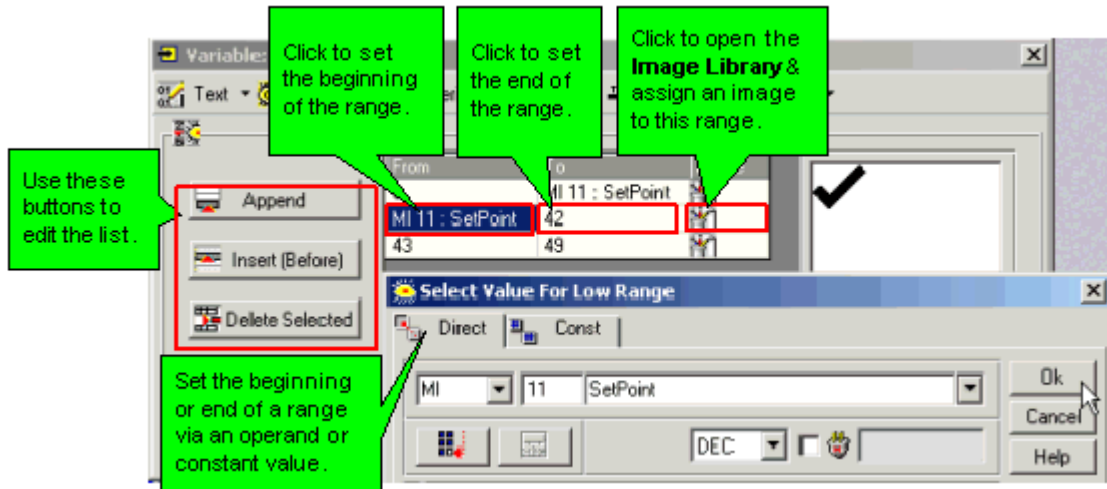 Click to set
the beginning
of the range.
Click to set
the end of
the range.
Click to open the
Image Library &
assign an image
to this range.
Variable:
Text
From
To
MI 11 : SetPoint
MI 11 : SetPoint
42
43
49
Use these
buttons to
edit the list.
Append
Insert (Before)
Delete Selected
Select Value For Low Range
Direct
Const
MI
11
SetPoint
Ok
Cancel
Help
DEC
Set the beginning
or end of a range
via an operand or
constant value.